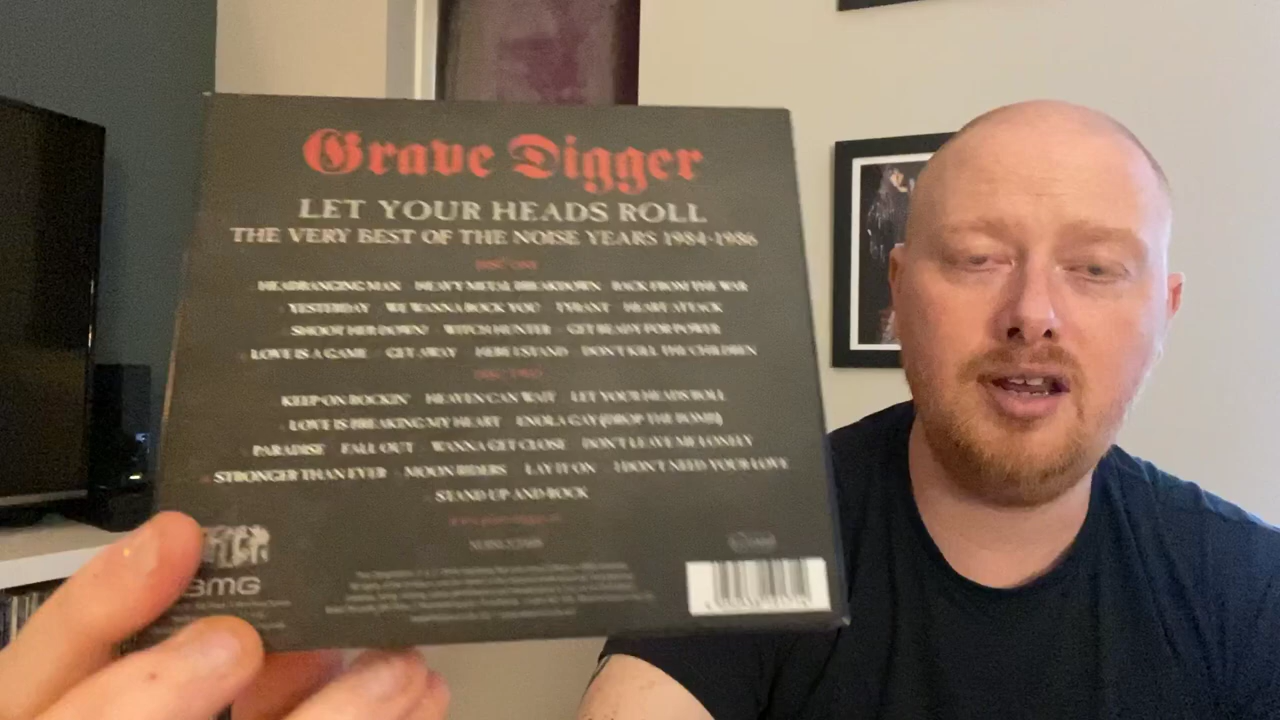 Grave Digger
LET YOUR HEADS ROLL
THE VERY BEST OF THE NOISE YEARS 1984-1986
DISC ONE
HEADBANGING MAN HEAVY METAL BREAKDOWN BACK FROM THE WAR
YESTERDAY WE WANNA ROCK YOU TYRANT HEART ATTACK
SHOOT HER DOWN! WITCH HUNTER GET READY FOR POWER
LOVE IS A GAME GET AWAY HERE I STAND DON'T KILL THE CHILDREN
DISC TWO
KEEP ON ROCKIN' HEAVEN CAN WAIT LET YOUR HEADS ROLL
LOVE IS BREAKING MY HEART ENOLA GAY (DROP THE BOMB)
PARADISE FALL OUT WANNA GET CLOSE DON'T LEAVE ME LONELY
STRONGER THAN EVER MOON RIDERS LAY IT ON I DON'T NEED YOUR LOVE
STAND UP AND ROCK
BMG